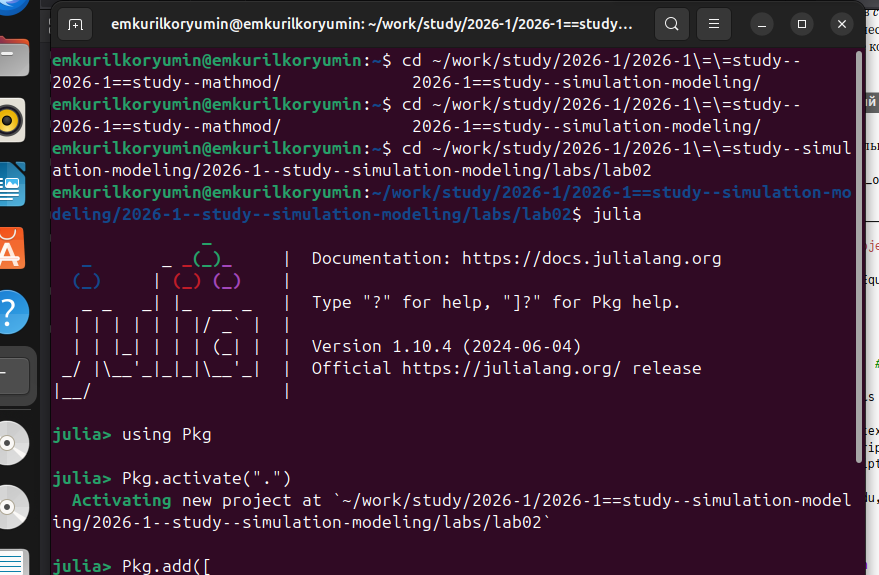 emkurilkoryumin@emkurilkoryumin: ~/work/study/2026-1/2026-1==study...
emkurilkoryumin@emkurilkoryumin:~$ cd ~/work/study/2026-1/2026-1\=\=study--
2026-1==study--mathmod/ 2026-1==study--simulation-modeling/
emkurilkoryumin@emkurilkoryumin:~$ cd ~/work/study/2026-1/2026-1\=\=study--
2026-1==study--mathmod/ 2026-1==study--simulation-modeling/
emkurilkoryumin@emkurilkoryumin:~$ cd ~/work/study/2026-1/2026-1\=\=study--simul
ation-modeling/2026-1--study--simulation-modeling/labs/lab02
emkurilkoryumin@emkurilkoryumin:~/work/study/2026-1/2026-1==study--simulation-mo
deling/2026-1--study--simulation-modeling/labs/lab02$ julia
               _
   _       _ _(_)_     |  Documentation: https://docs.julialang.org
  (_)     | (_) (_)    |
   _ _   _| |_  __ _   |  Type "?" for help, "]?" for Pkg help.
  | | | | | | |/ _` |  |
  | | |_| | | | (_| |  |  Version 1.10.4 (2024-06-04)
 _/ |\__'_|_|_|\__'_|  |  Official https://julialang.org/ release
|__/                   |
julia> using Pkg
julia> Pkg.activate(".")
  Activating new project at `~/work/study/2026-1/2026-1==study--simulation-model
ing/2026-1--study--simulation-modeling/labs/lab02`
julia> Pkg.add([